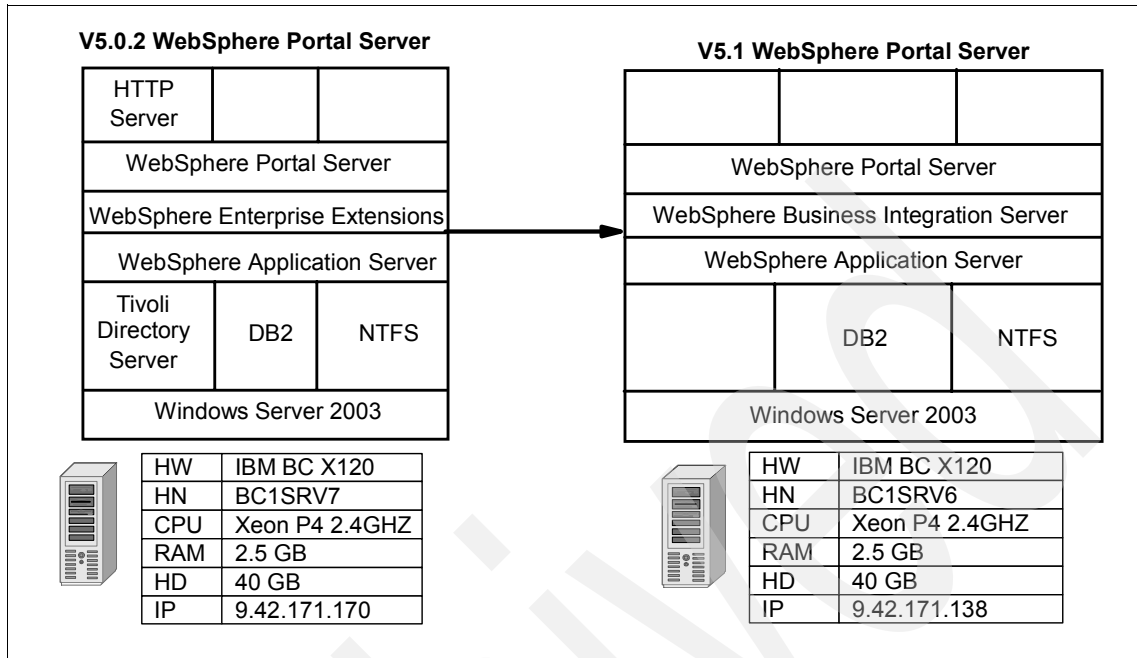 V5.0.2 WebSphere Portal Server
HTTP
Server
WebSphere Portal Server
WebSphere Enterprise Extensions
WebSphere Application Server
Tivoli
Directory
Server
DB2
NTFS
Windows Server 2003
HW IBM BC X120
HN BC1SRV7
CPU Xeon P4 2.4GHZ
RAM 2.5 GB
HD 40 GB
IP 9.42.171.170
V5.1 WebSphere Portal Server
WebSphere Portal Server
WebSphere Business Integration Server
WebSphere Application Server
DB2
NTFS
Windows Server 2003
HW IBM BC X120
HN BC1SRV6
CPU Xeon P4 2.4GHZ
RAM 2.5 GB
HD 40 GB
IP 9.42.171.138